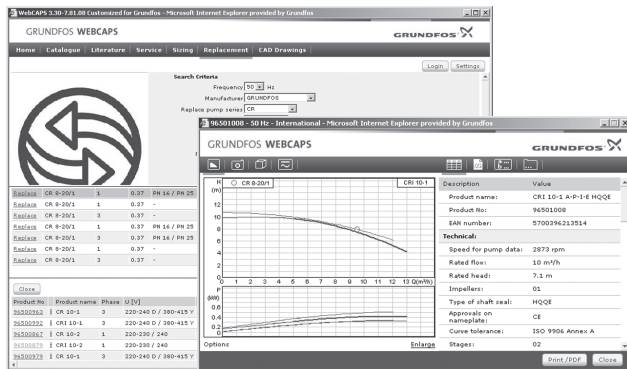 WebCAPS 3.30-7.81.08 Customized for Grundfos - Microsoft Internet Explorer provided by Grundfos
GRUNDFOS WEBCAPS
GRUNDFOS
Home Catalogue Literature Service Sizing Replacement CAD Drawings
Login Settings
Search Criteria
Frequency 50 Hz
Manufacturer GRUNDFOS
Replace pump series CR
Replace CR 8-20/1 1 0.37 PN 16 / PN 25
Replace CR 8-20/1 1 0.37 -
Replace CR 8-20/1 3 0.37 PN 16 / PN 25
Replace CR 8-20/1 3 0.37 PN 16 / PN 25
Replace CR 8-20/1 1 0.37 -
Replace CR 8-20/1 3 0.37 -
Close
Product No Product name Phase U [V]
96500963 CR 10-1 3 220-240 D / 380-415 Y
96500992 CRI 10-1 3 220-240 D / 380-415 Y
96500867 CR 10-2 1 220-230 / 240
96500879 CRI 10-2 1 220-230 / 240
96500979 CR 10-1 3 220-240 D / 380-415 Y
96501008 - 50 Hz - International - Microsoft Internet Explorer provided by Grundfos
GRUNDFOS WEBCAPS
GRUNDFOS
H
(m)
CR 8-20/1
CRI 10-1
12
10
8
6
4
2
0
0 1 2 3 4 5 6 7 8 9 10 11 12 13 Q(m³/h)
P
(kW)
0.6
0.4
0.2
0
Options
Enlarge
Description Value
Product name: CRI 10-1 A-P-I-E HQQE
Product No: 96501008
EAN number: 5700396213514
Technical:
Speed for pump data: 2873 rpm
Rated flow: 10 m³/h
Rated head: 7.1 m
Impellers: 01
Type of shaft seal: HQQE
Approvals on nameplate: CE
Curve tolerance: ISO 9906 Annex A
Stages: 02
Print /PDF Close